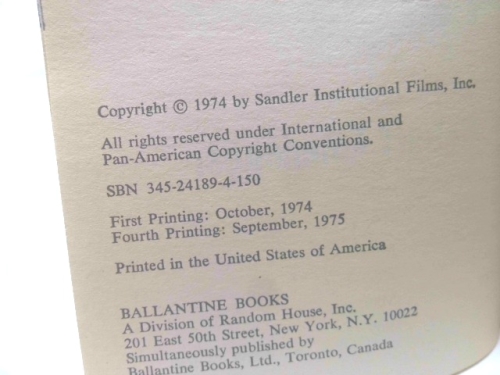 Copyright © 1974 by Sandler Institutional Films, Inc.
All rights reserved under International and
Pan-American Copyright Conventions.
SBN 345-24189-4-150
First Printing: October, 1974
Fourth Printing: September, 1975
Printed in the United States of America
BALLANTINE BOOKS
A Division of Random House, Inc.
201 East 50th Street, New York, N.Y. 10022
Simultaneously published by
Ballantine Books, Ltd., Toronto, Canada